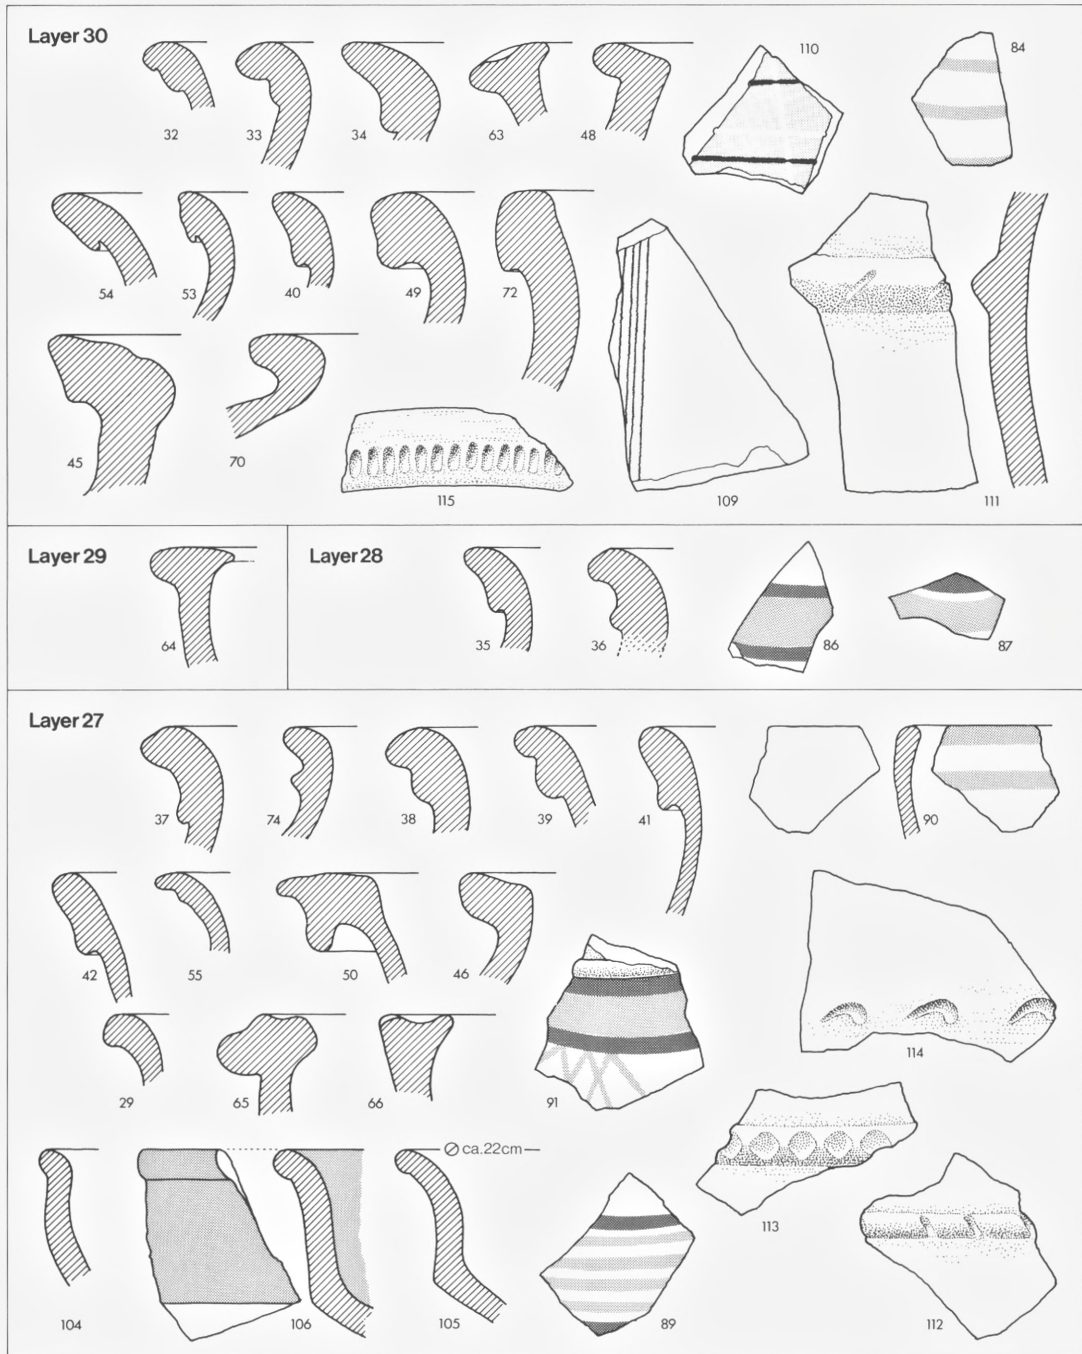 Layer 30
32 33 34 63 48 110 84
54 53 40 49 72
45 70 115 109 111
Layer 29
64
Layer 28
35 36 86 87
Layer 27
37 74 38 39 41 90
42 55 50 46
29 65 66 91 114
⌀ ca.22cm
113
104 106 105 89 112